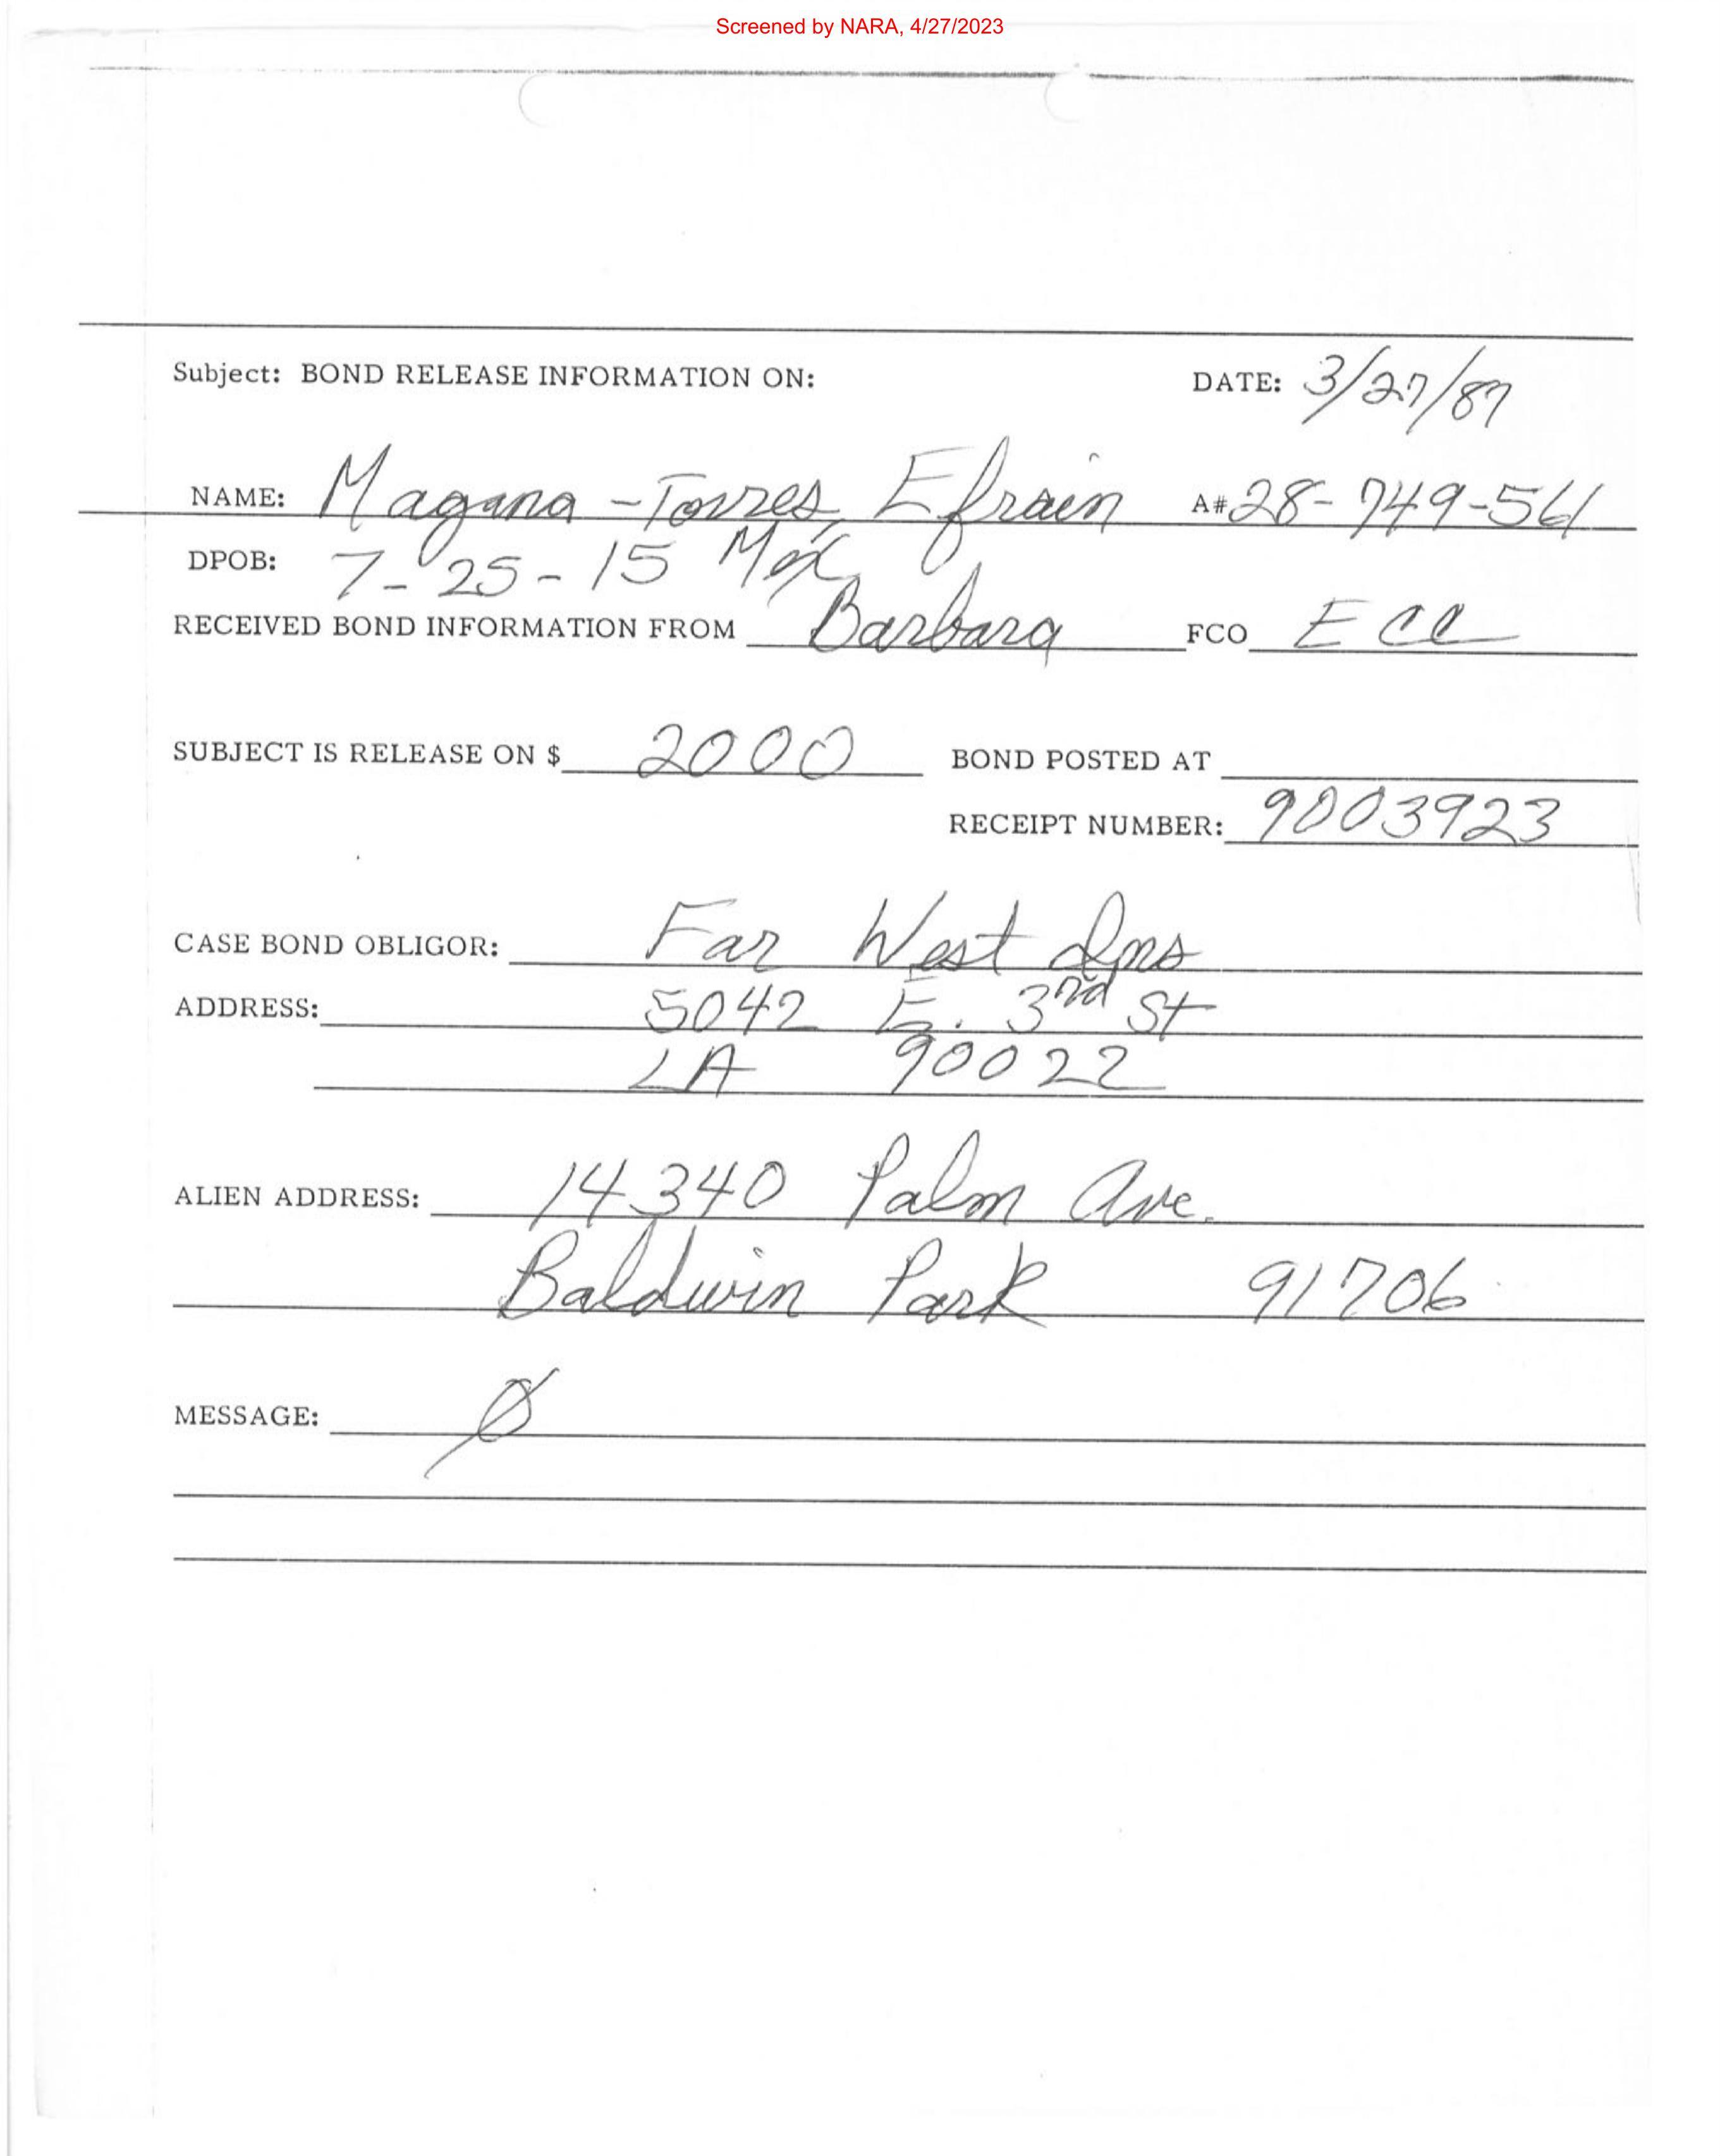 Screened by NARA, 4/27/2023
Subject: BOND RELEASE INFORMATION ON: DATE: 3/27/87
NAME: Magana-Torres, Efrain A# 28-749-561
DPOB: 7-25-15 Mex
RECEIVED BOND INFORMATION FROM Barbara FCO ECC
SUBJECT IS RELEASE ON $ 2000 BOND POSTED AT
RECEIPT NUMBER: 9003923
CASE BOND OBLIGOR: Far West Ins
ADDRESS: 5042 E. 3rd St
LA 90022
ALIEN ADDRESS: 14340 Palm Ave.
Baldwin Park 91706
MESSAGE: Ø